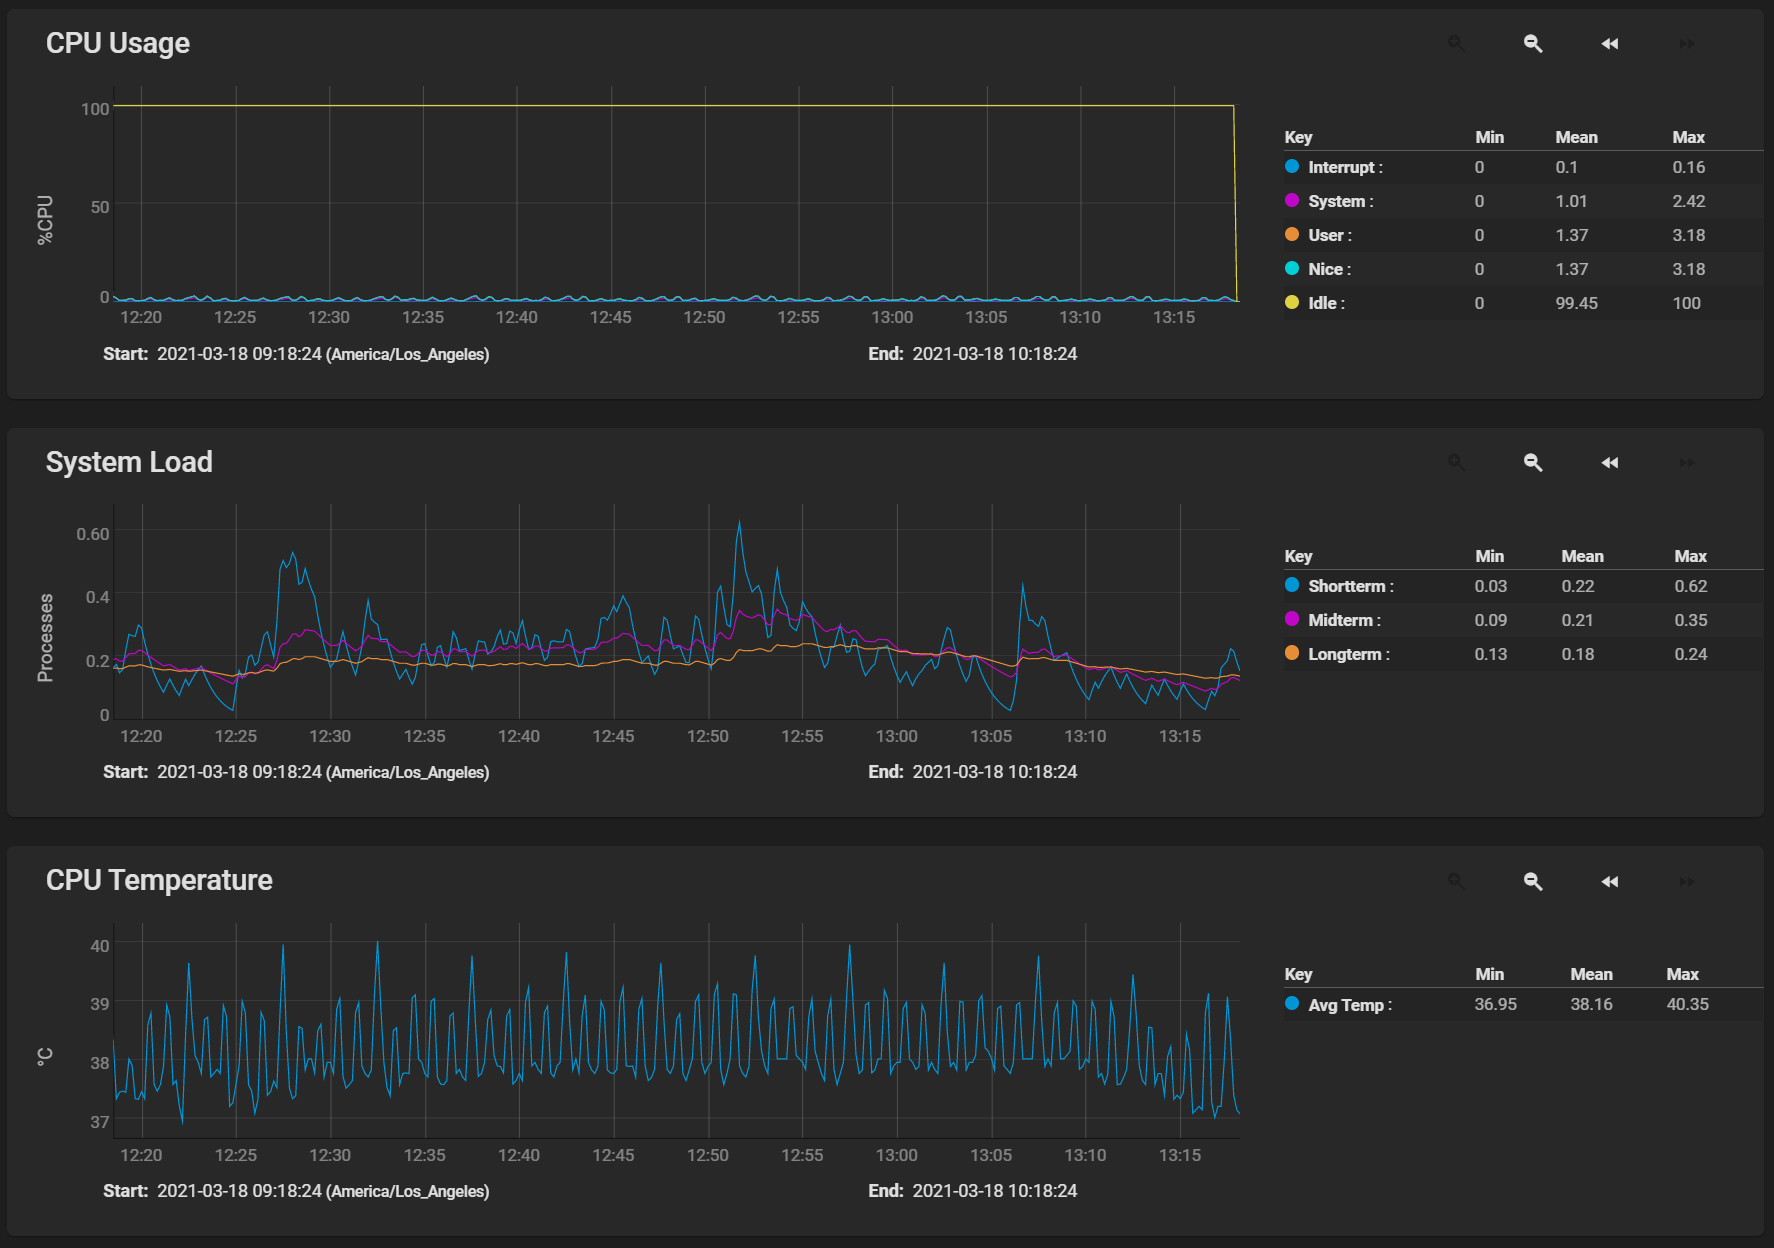 CPU Usage
100
50
0
%CPU
12:20 12:25 12:30 12:35 12:40 12:45 12:50 12:55 13:00 13:05 13:10 13:15
Start: 2021-03-18 09:18:24 (America/Los_Angeles) End: 2021-03-18 10:18:24
Key Min Mean Max
Interrupt : 0 0.1 0.16
System : 0 1.01 2.42
User : 0 1.37 3.18
Nice : 0 1.37 3.18
Idle : 0 99.45 100
System Load
0.60
0.4
0.2
0
Processes
12:20 12:25 12:30 12:35 12:40 12:45 12:50 12:55 13:00 13:05 13:10 13:15
Start: 2021-03-18 09:18:24 (America/Los_Angeles) End: 2021-03-18 10:18:24
Key Min Mean Max
Shortterm : 0.03 0.22 0.62
Midterm : 0.09 0.21 0.35
Longterm : 0.13 0.18 0.24
CPU Temperature
40
39
38
37
°C
12:20 12:25 12:30 12:35 12:40 12:45 12:50 12:55 13:00 13:05 13:10 13:15
Start: 2021-03-18 09:18:24 (America/Los_Angeles) End: 2021-03-18 10:18:24
Key Min Mean Max
Avg Temp : 36.95 38.16 40.35